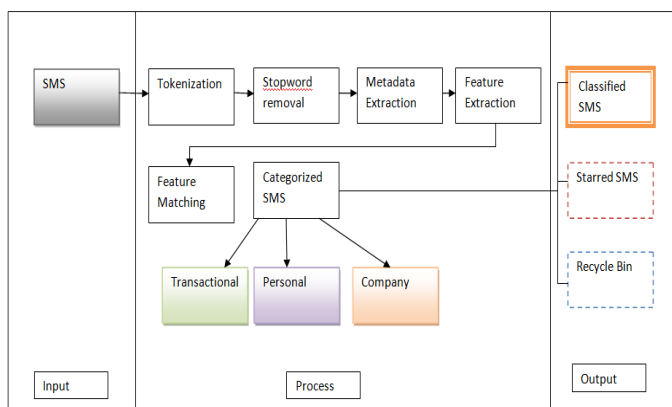 SMS
Tokenization
Stopword
removal
Metadata
Extraction
Feature
Extraction
Classified
SMS
Feature
Matching
Categorized
SMS
Starred SMS
Transactional
Personal
Company
Recycle Bin
Input
Process
Output